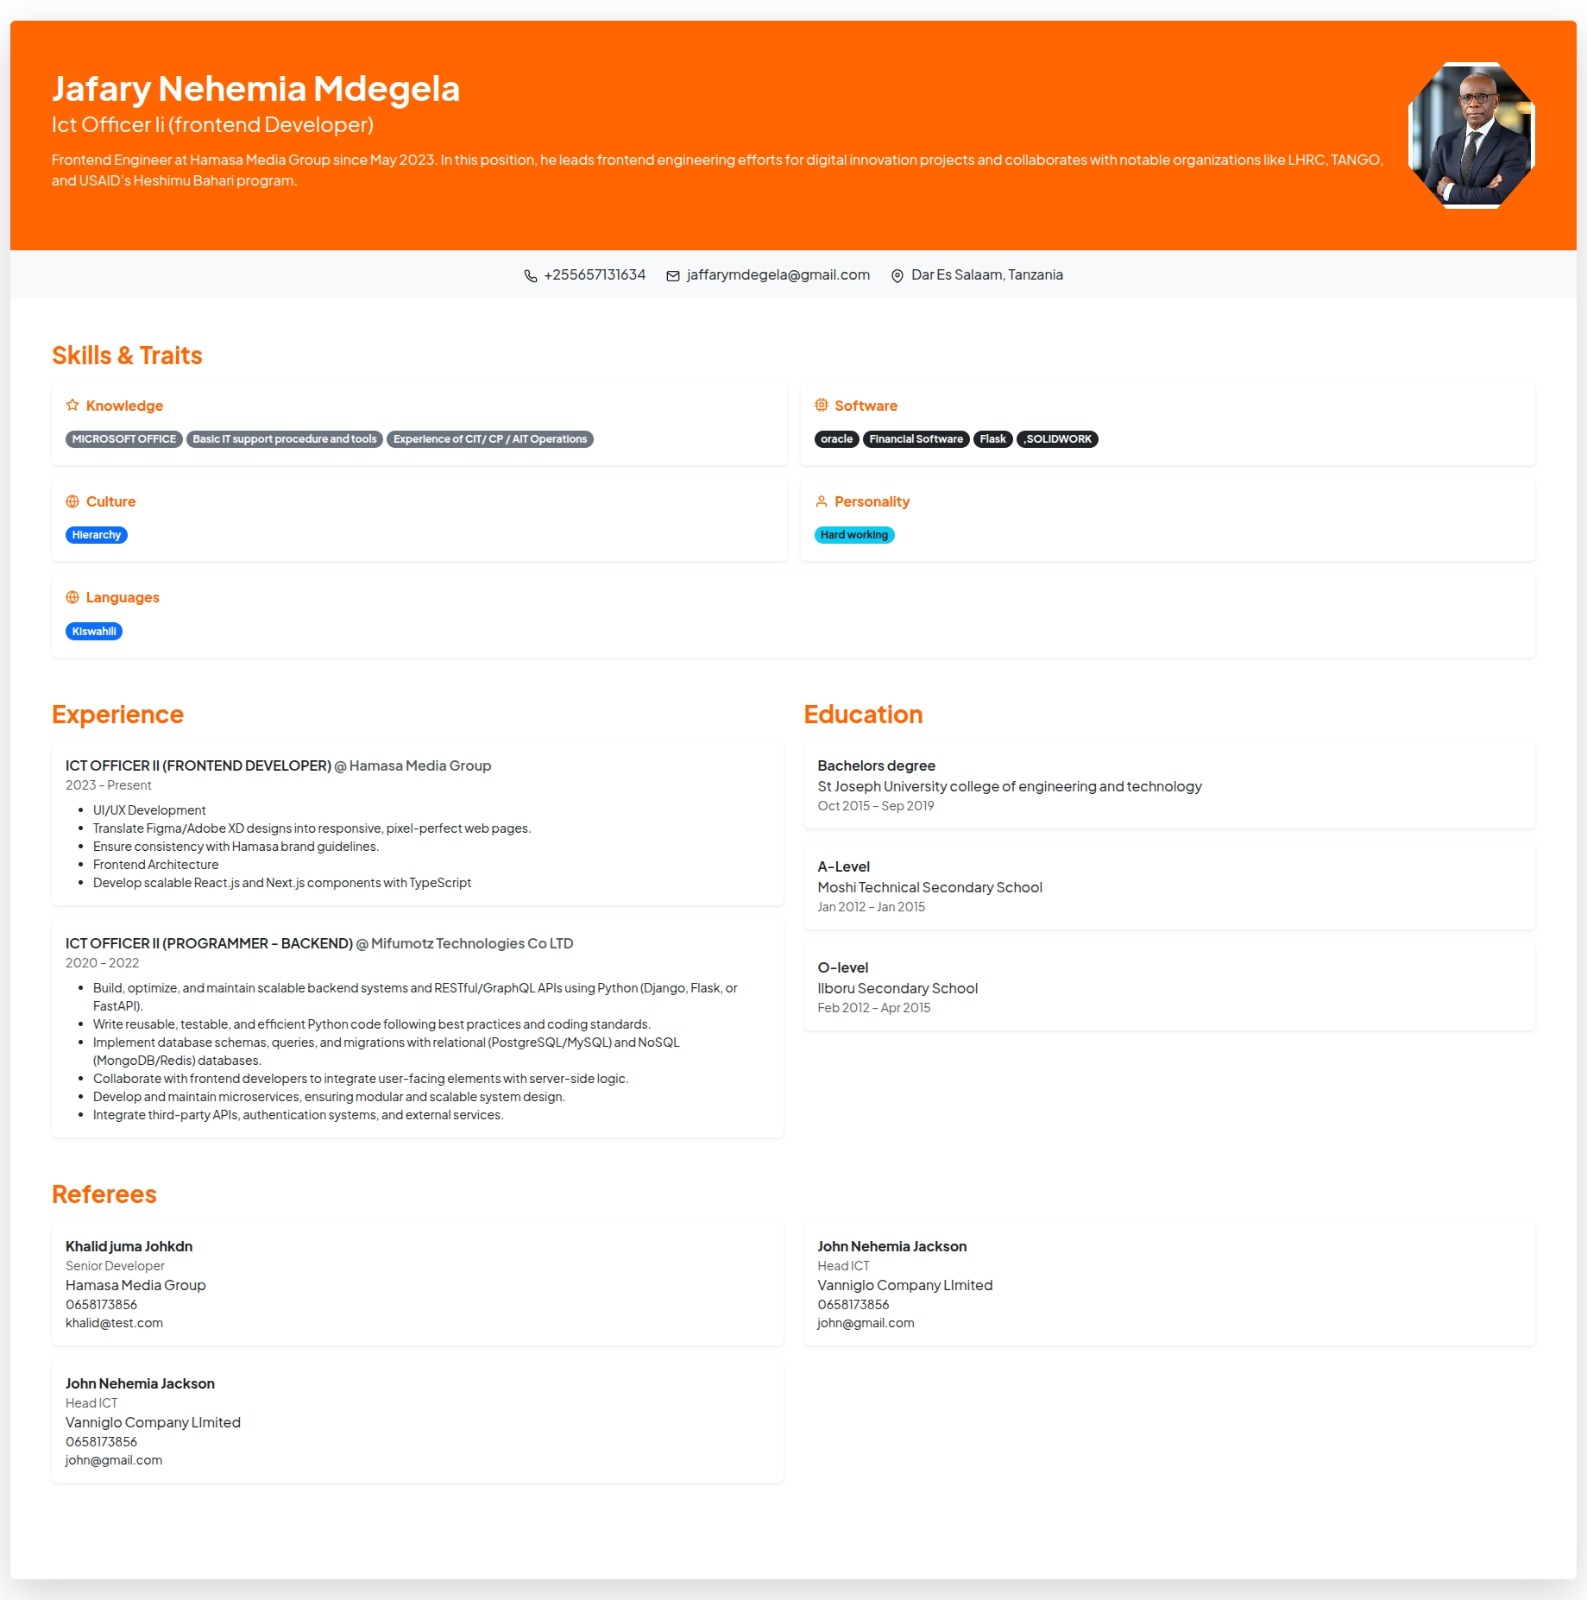 Jafary Nehemia Mdegela
Ict Officer Ii (frontend Developer)
Frontend Engineer at Hamasa Media Group since May 2023. In this position, he leads frontend engineering efforts for digital innovation projects and collaborates with notable organizations like LHRC, TANGO,
and USAID's Heshimu Bahari program.
+255657131634 jaffarymdegela@gmail.com Dar Es Salaam, Tanzania
Skills & Traits
Knowledge
MICROSOFT OFFICE Basic IT support procedure and tools Experience of CIT/ CP / AIT Operations
Software
oracle Financial Software Flask ,SOLIDWORK
Culture
Hierarchy
Personality
Hard working
Languages
Kiswahili
Experience
ICT OFFICER II (FRONTEND DEVELOPER) @ Hamasa Media Group
2023 – Present
• UI/UX Development
• Translate Figma/Adobe XD designs into responsive, pixel-perfect web pages.
• Ensure consistency with Hamasa brand guidelines.
• Frontend Architecture
• Develop scalable React.js and Next.js components with TypeScript
ICT OFFICER II (PROGRAMMER - BACKEND) @ Mifumotz Technologies Co LTD
2020 – 2022
• Build, optimize, and maintain scalable backend systems and RESTful/GraphQL APIs using Python (Django, Flask, or
FastAPI).
• Write reusable, testable, and efficient Python code following best practices and coding standards.
• Implement database schemas, queries, and migrations with relational (PostgreSQL/MySQL) and NoSQL
(MongoDB/Redis) databases.
• Collaborate with frontend developers to integrate user-facing elements with server-side logic.
• Develop and maintain microservices, ensuring modular and scalable system design.
• Integrate third-party APIs, authentication systems, and external services.
Education
Bachelors degree
St Joseph University college of engineering and technology
Oct 2015 – Sep 2019
A-Level
Moshi Technical Secondary School
Jan 2012 – Jan 2015
O-level
Ilboru Secondary School
Feb 2012 – Apr 2015
Referees
Khalid juma Johkdn
Senior Developer
Hamasa Media Group
0658173856
khalid@test.com
John Nehemia Jackson
Head ICT
Vanniglo Company LImited
0658173856
john@gmail.com
John Nehemia Jackson
Head ICT
Vanniglo Company LImited
0658173856
john@gmail.com